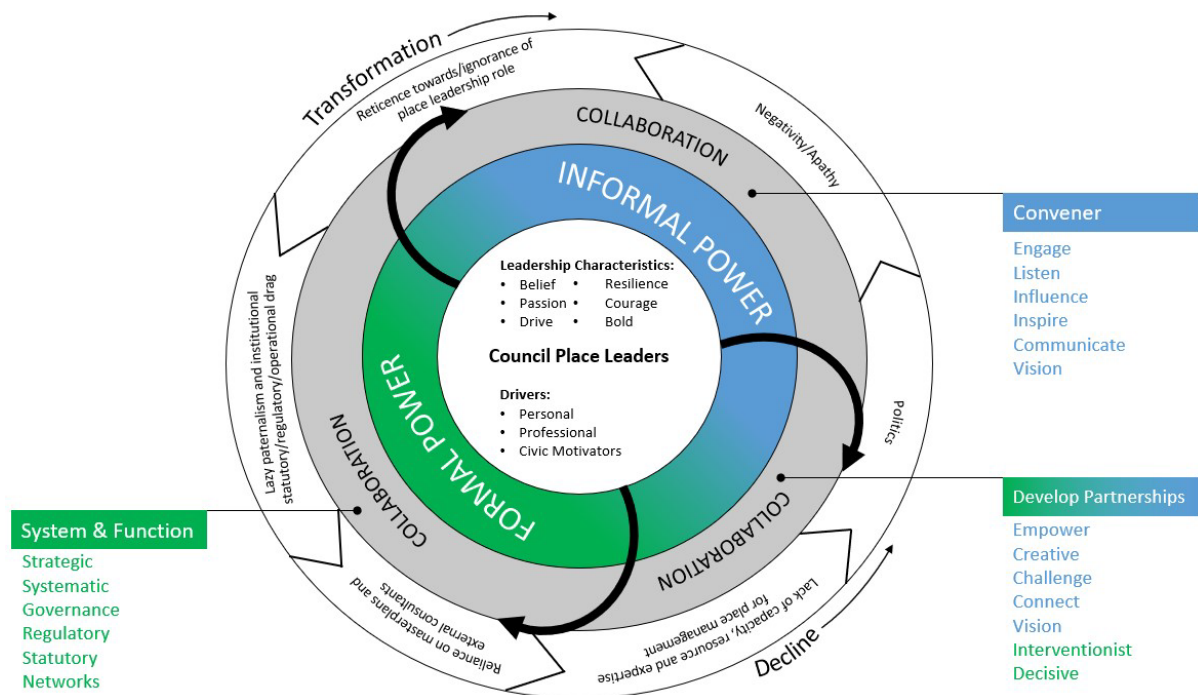 Transformation
Reticence towards/ignorance of
place leadership role
Negativity/Apathy
Politics
Lack of capacity, resource and expertise
for place management
Decline
Reliance on masterplans and
external consultants
Lazy paternalism and institutional
statutory/regulatory/operational drag
COLLABORATION
COLLABORATION
COLLABORATION
INFORMAL POWER
FORMAL POWER
Leadership Characteristics:
• Belief • Resilience
• Passion • Courage
• Drive • Bold
Council Place Leaders
Drivers:
• Personal
• Professional
• Civic Motivators
Convener
Engage
Listen
Influence
Inspire
Communicate
Vision
Develop Partnerships
Empower
Creative
Challenge
Connect
Vision
Interventionist
Decisive
System & Function
Strategic
Systematic
Governance
Regulatory
Statutory
Networks